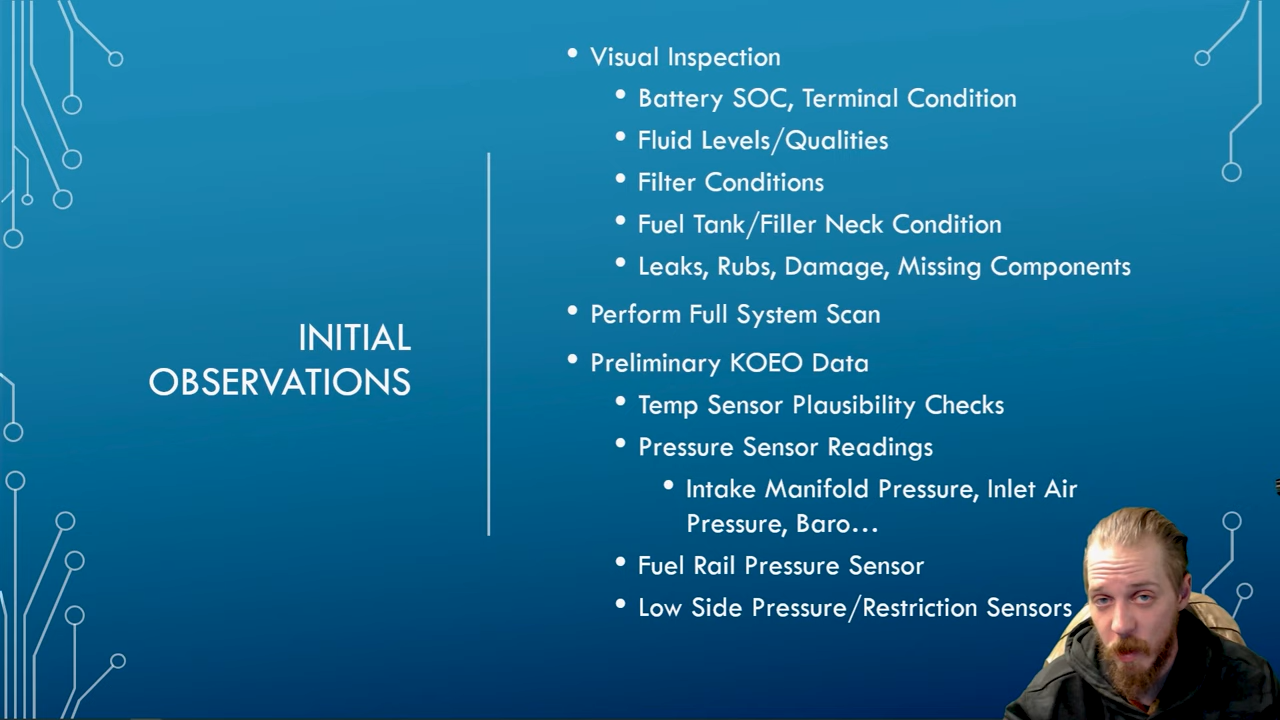 INITIAL
OBSERVATIONS
• Visual Inspection
• Battery SOC, Terminal Condition
• Fluid Levels/Qualities
• Filter Conditions
• Fuel Tank/Filler Neck Condition
• Leaks, Rubs, Damage, Missing Components
• Perform Full System Scan
• Preliminary KOEO Data
• Temp Sensor Plausibility Checks
• Pressure Sensor Readings
• Intake Manifold Pressure, Inlet Air
Pressure, Baro…
• Fuel Rail Pressure Sensor
• Low Side Pressure/Restriction Sensors